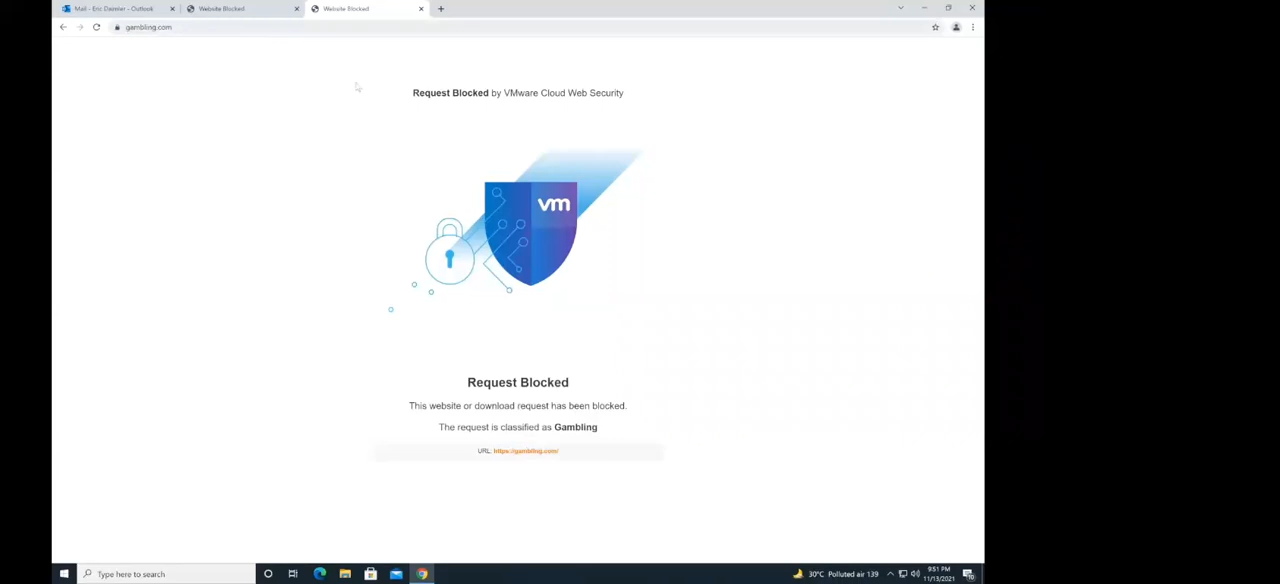 Mail - Eric Damier - Outlook
Website Blocked
Website Blocked
gambling.com
Request Blocked by VMware Cloud Web Security
vm
Request Blocked
This website or download request has been blocked.
The request is classified as Gambling
URL: https://gambling.com/
Type here to search
30°C Polluted air 139
9:51 PM
11/13/2021